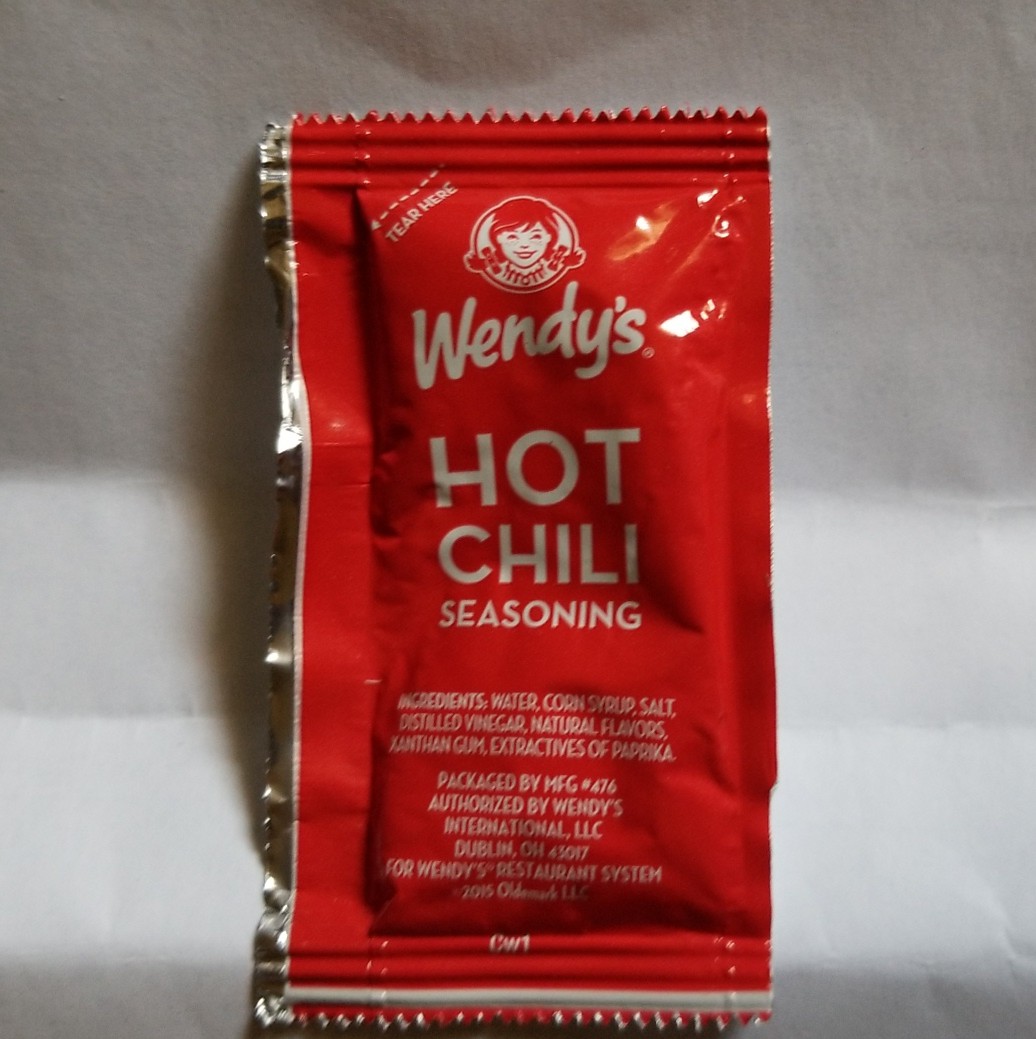 TEAR HERE
Wendy's®
HOT
CHILI
SEASONING
INGREDIENTS: WATER, CORN SYRUP, SALT,
DISTILLED VINEGAR, NATURAL FLAVORS,
XANTHAN GUM, EXTRACTIVES OF PAPRIKA.
PACKAGED BY MFG #476
AUTHORIZED BY WENDY'S
INTERNATIONAL, LLC
DUBLIN, OH 43017
FOR WENDY'S® RESTAURANT SYSTEM
©2015 Oldemark LLC
Cw1